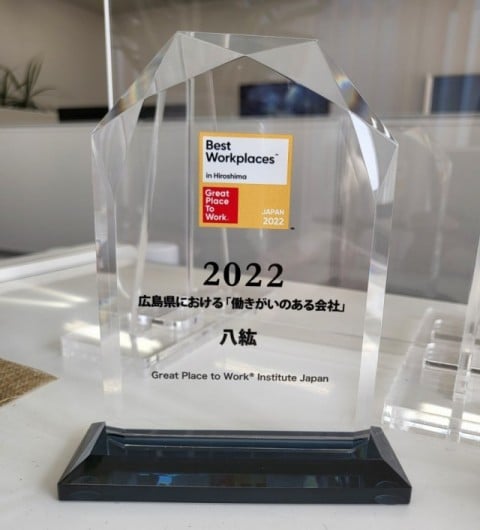 Best
Workplaces™
in Hiroshima
Great
Place
To
Work.
JAPAN
2022
™
2022
広島県における「働きがいのある会社」
八紘
Great Place to Work® Institute Japan